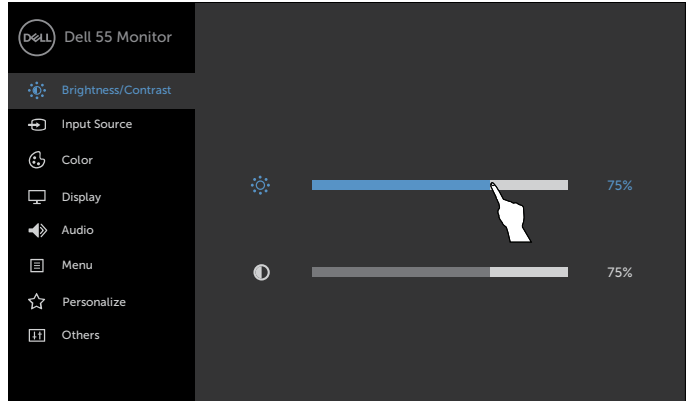 DELL
Dell 55 Monitor
Brightness/Contrast
Input Source
Color
Display
Audio
Menu
Personalize
Others
75%
75%